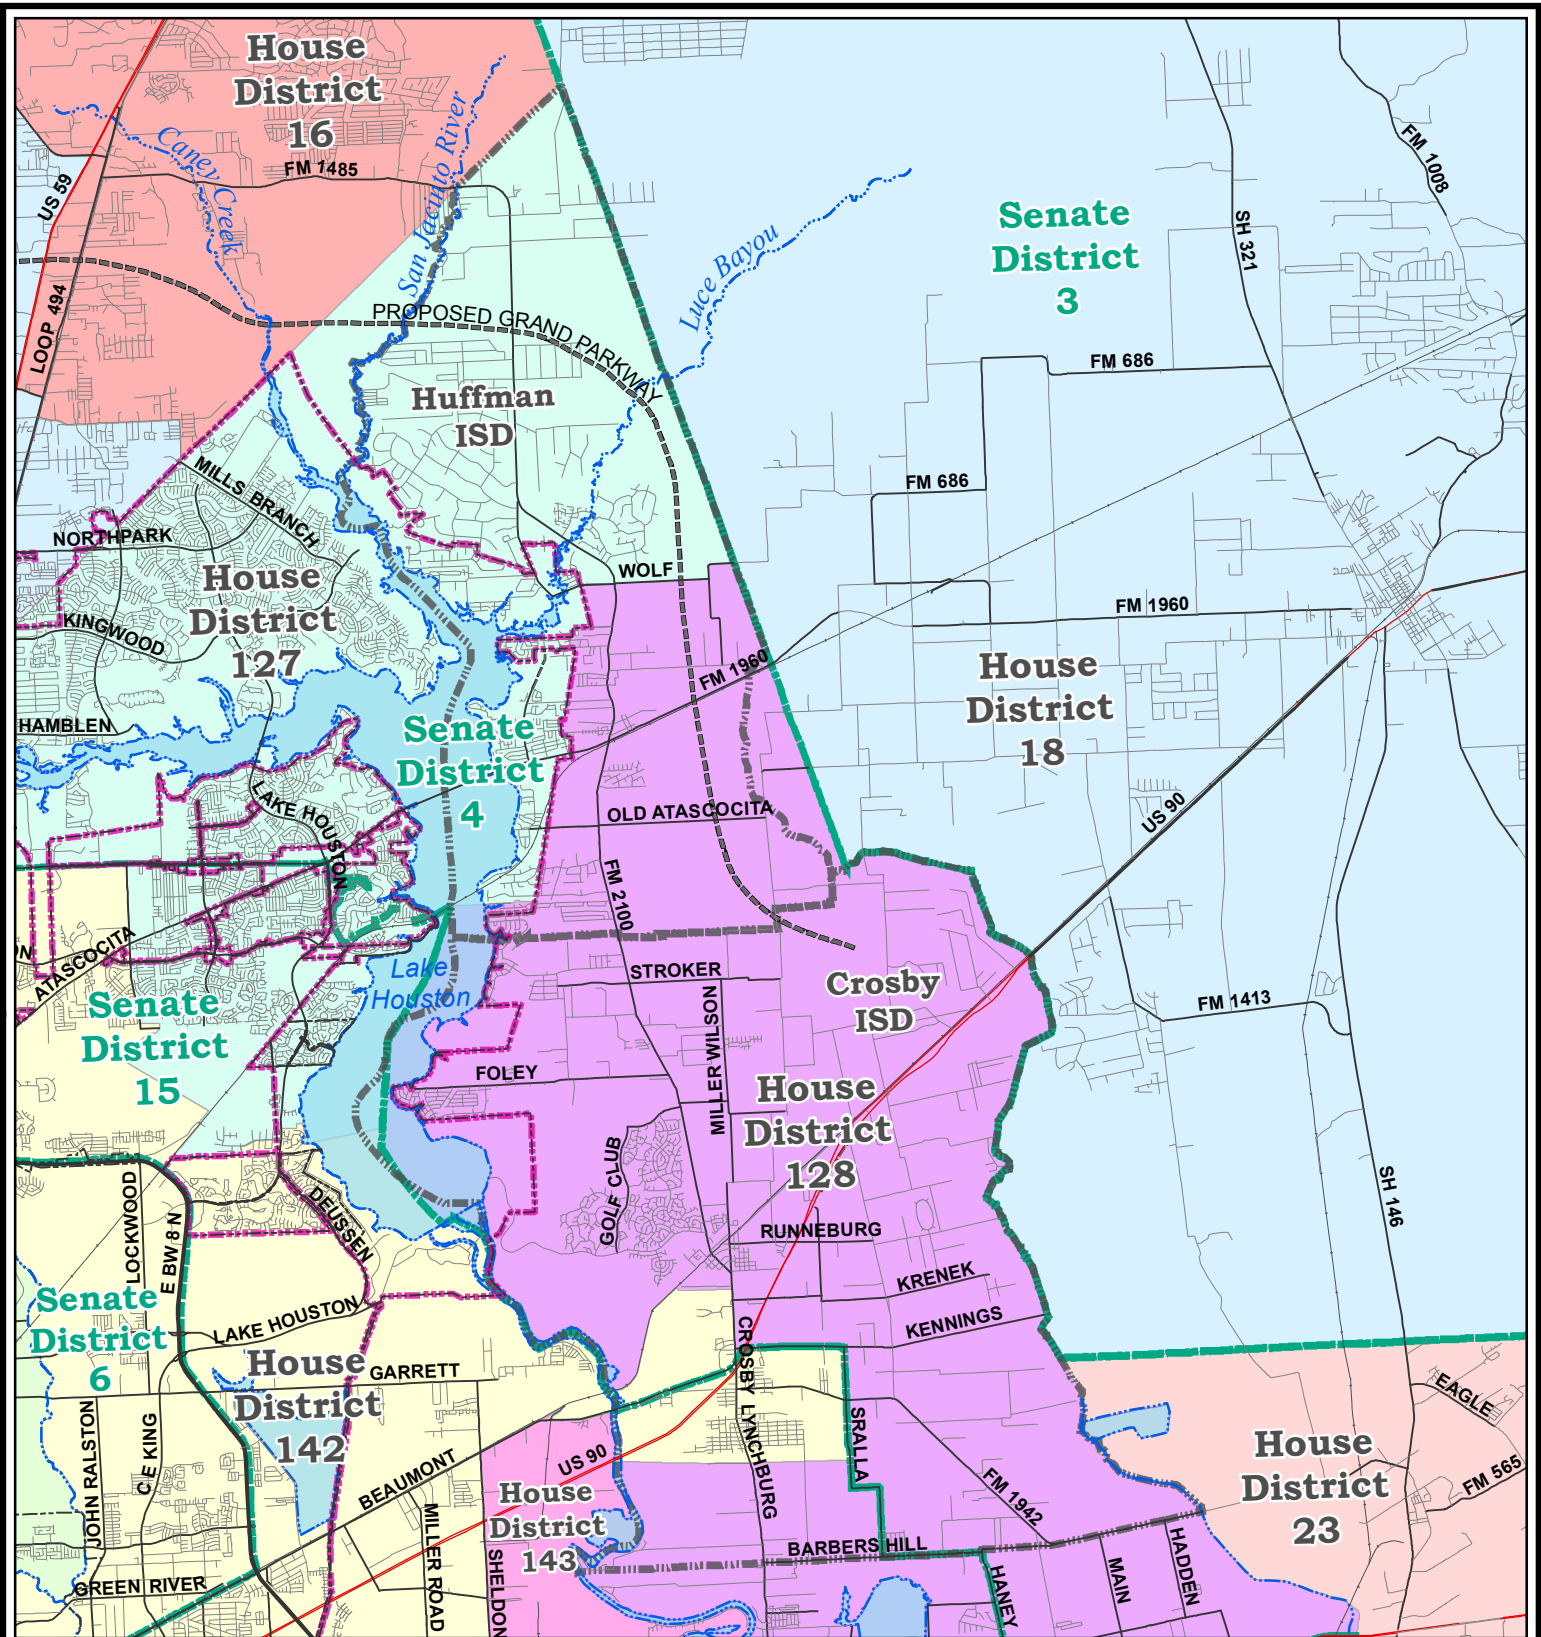 House
District
16
FM 1485
Caney Creek
San Jacinto River
US 59
LOOP 494
PROPOSED GRAND PARKWAY
Luce Bayou
Senate
District
3
SH 321
FM 1008
FM 686
Huffman
ISD
FM 686
MILLS BRANCH
NORTHPARK
House
District
127
KINGWOOD
HAMBLEN
WOLF
FM 1960
FM 1960
House
District
18
US 90
Senate
District
4
LAKE HOUSTON
OLD ATASCOCITA
FM 2100
ATASCOCITA
Senate
District
15
Lake
Houston
STROKER
MILLER WILSON
Crosby
ISD
FM 1413
FOLEY
House
District
128
GOLF CLUB
RUNNEBURG
KRENEK
KENNINGS
SH 146
LOCKWOOD
E BW 8 N
DEUSSEN
Senate
District
6
LAKE HOUSTON
House
District
142
GARRETT
JOHN RALSTON
C E KING
BEAUMONT
US 90
CROSBY LYNCHBURG
SRALLA
FM 1942
EAGLE
FM 565
House
District
23
House
District
143
MILLER ROAD
SHELDON
GREEN RIVER
BARBERS HILL
HANEY
MAIN
HADDEN